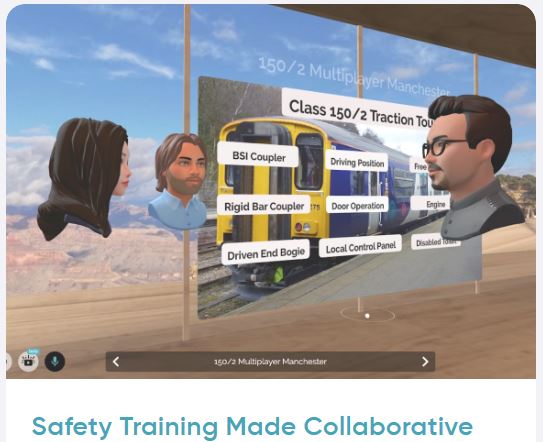 150/2 Multiplayer Manchester
Class 150/2 Traction Tou
BSI Coupler
Driving Position
Free
Rigid Bar Coupler
Door Operation
Engine
Driven End Bogie
Local Control Panel
Disabled Toilet
150/2 Multiplayer Manchester
Safety Training Made Collaborative